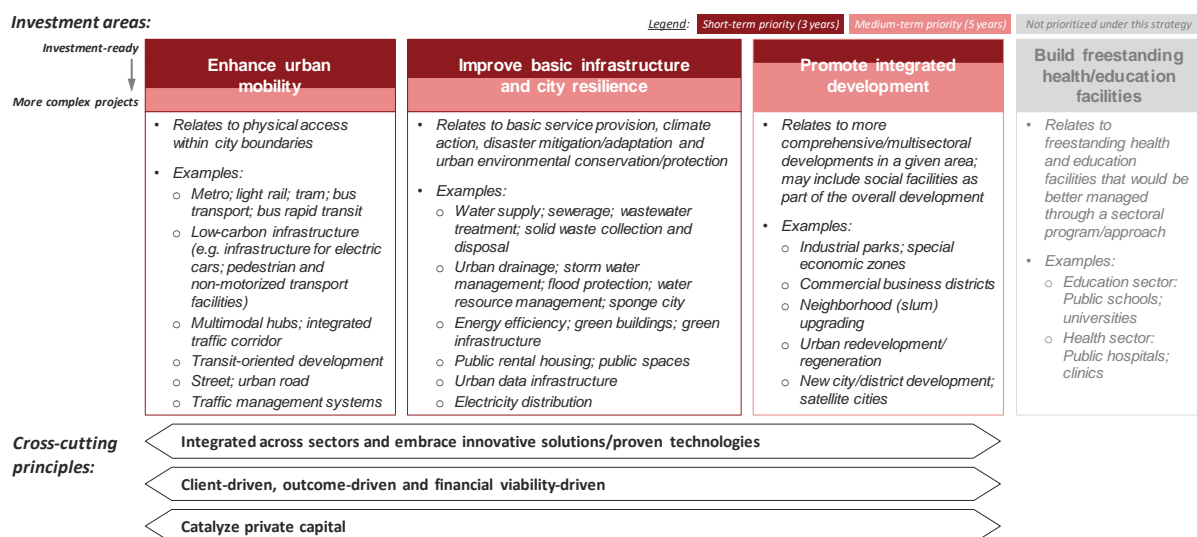 Investment areas:
Legend: Short-term priority (3 years) Medium-term priority (5 years) Not prioritized under this strategy
Investment-ready
More complex projects
Enhance urban
mobility
• Relates to physical access
within city boundaries
• Examples:
o Metro; light rail; tram; bus
transport; bus rapid transit
o Low-carbon infrastructure
(e.g. infrastructure for electric
cars; pedestrian and
non-motorized transport
facilities)
o Multimodal hubs; integrated
traffic corridor
o Transit-oriented development
o Street; urban road
o Traffic management systems
Improve basic infrastructure
and city resilience
• Relates to basic service provision, climate
action, disaster mitigation/adaptation and
urban environmental conservation/protection
• Examples:
o Water supply; sewerage; wastewater
treatment; solid waste collection and
disposal
o Urban drainage; storm water
management; flood protection; water
resource management; sponge city
o Energy efficiency; green buildings; green
infrastructure
o Public rental housing; public spaces
o Urban data infrastructure
o Electricity distribution
Promote integrated
development
• Relates to more
comprehensive/multisectoral
developments in a given area;
may include social facilities as
part of the overall development
• Examples:
o Industrial parks; special
economic zones
o Commercial business districts
o Neighborhood (slum)
upgrading
o Urban redevelopment/
regeneration
o New city/district development;
satellite cities
Build freestanding
health/education
facilities
• Relates to
freestanding health
and education
facilities that would be
better managed
through a sectoral
program/approach
• Examples:
o Education sector:
Public schools;
universities
o Health sector:
Public hospitals;
clinics
Cross-cutting
principles:
Integrated across sectors and embrace innovative solutions/proven technologies
Client-driven, outcome-driven and financial viability-driven
Catalyze private capital